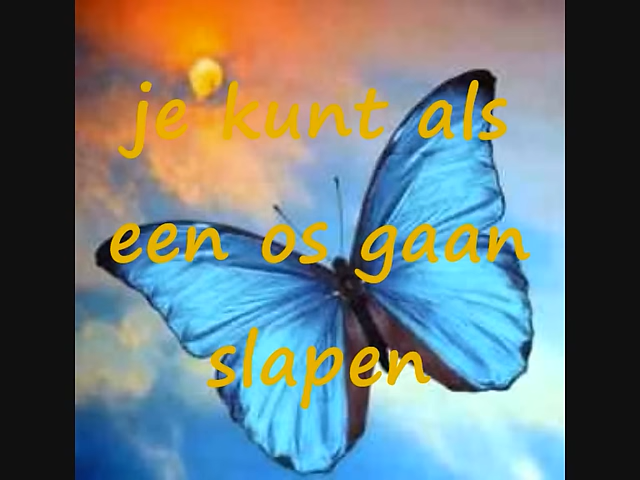 je kunt als
een os gaan
slapen